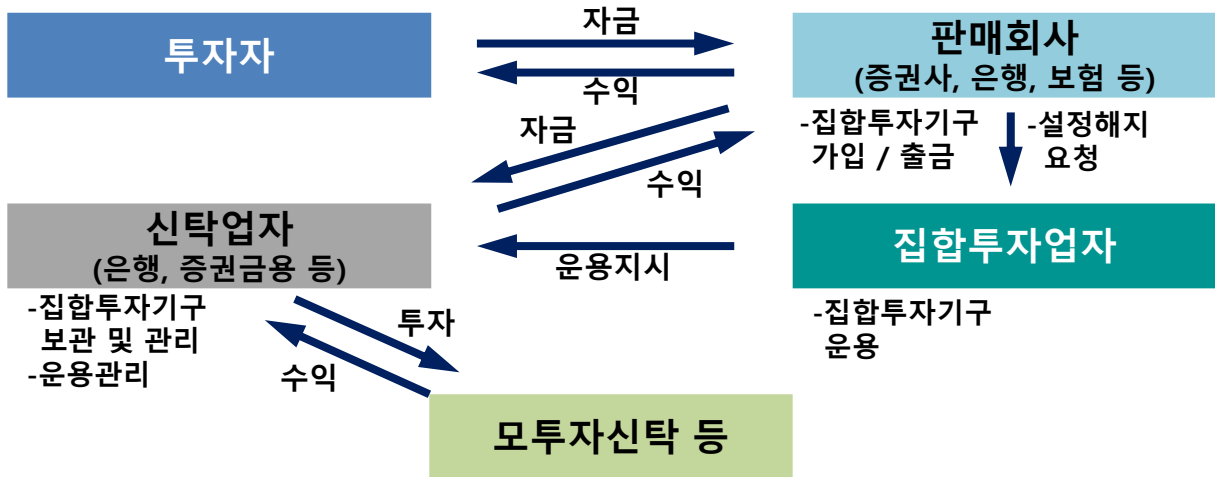 투자자
자금
수익
판매회사
(증권사, 은행, 보험 등)
-집합투자기구
가입 / 출금
-설정해지
요청
자금
수익
신탁업자
(은행, 증권금용 등)
-집합투자기구
보관 및 관리
-운용관리
운용지시
집합투자업자
-집합투자기구
운용
투자
수익
모투자신탁 등